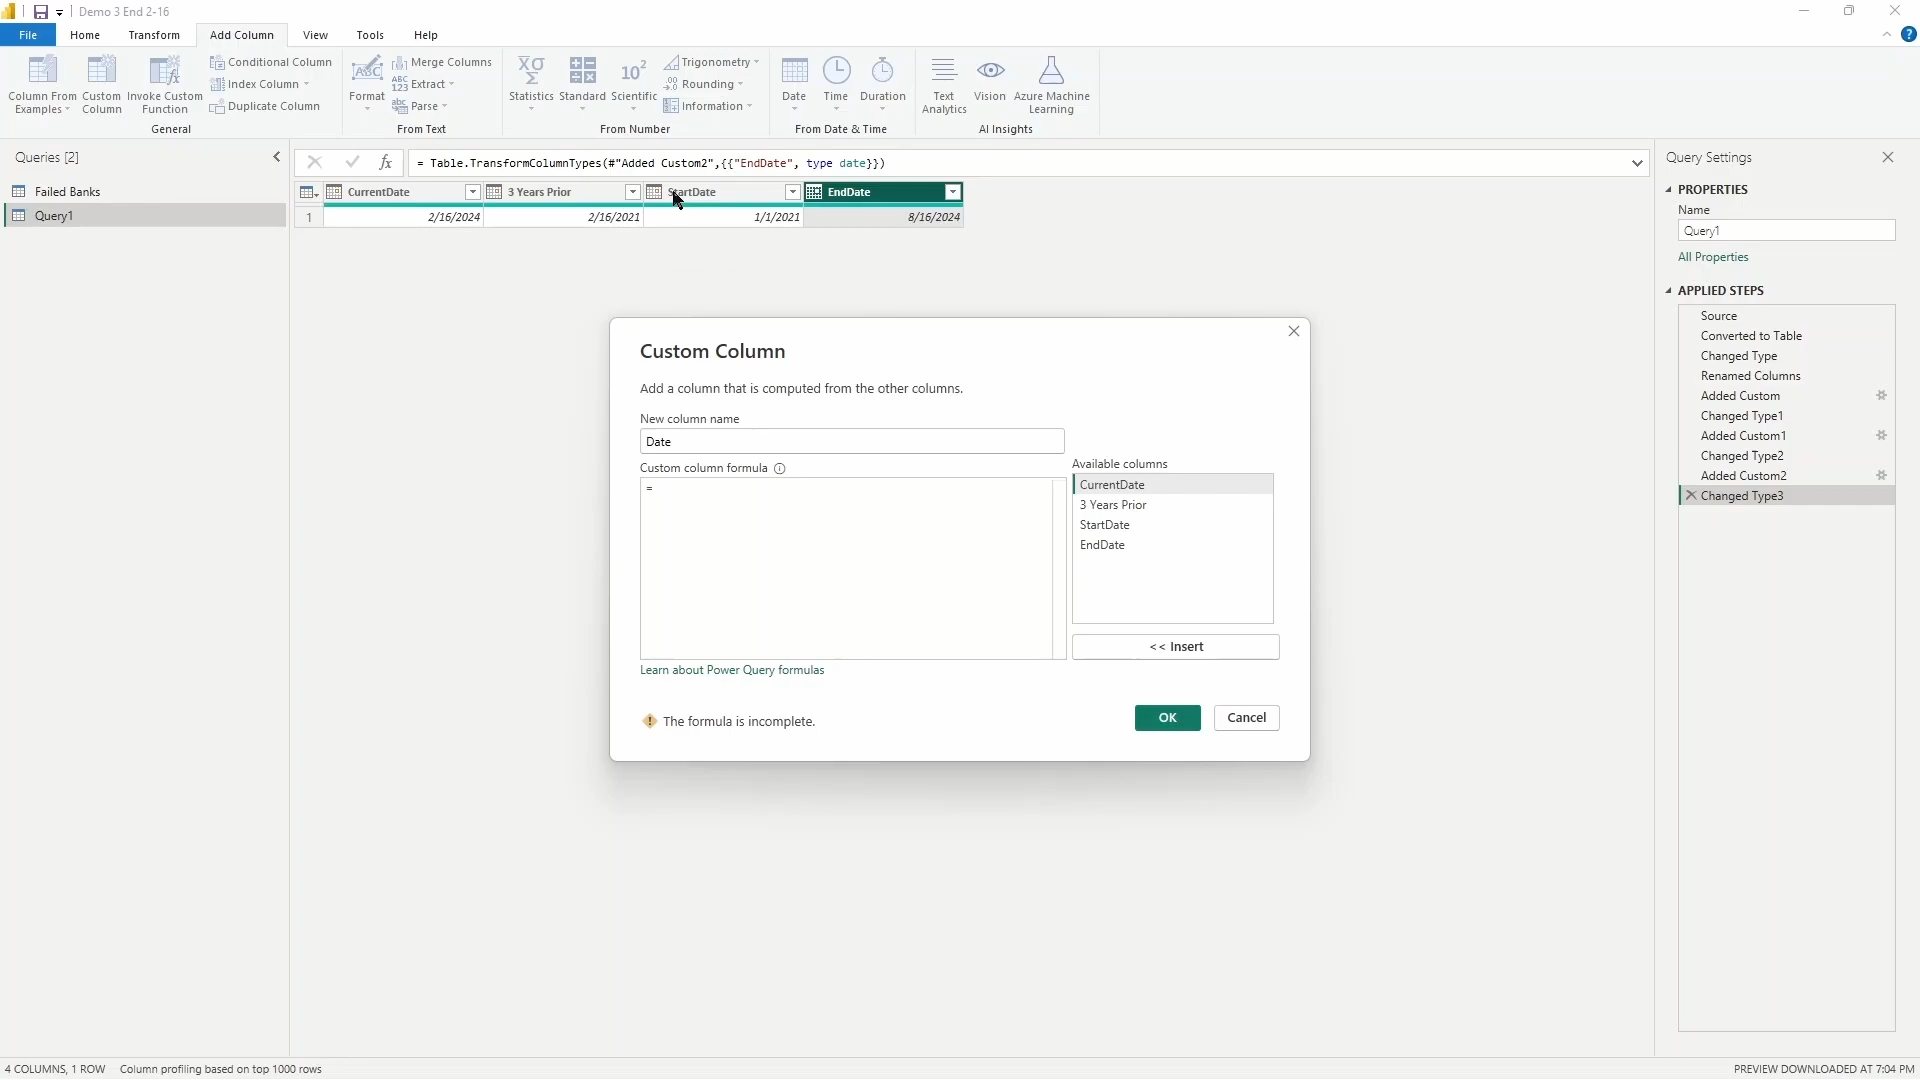 Demo 3 End 2-16
File Home Transform Add Column View Tools Help
?
Column From Examples
Custom Column
Invoke Custom Function
Conditional Column
Index Column
Duplicate Column
General
ABC
Format
Merge Columns
ABC 123 Extract
abc Parse
From Text
XO Σ
Statistics
Standard
10² Scientific
Trigonometry
.00 Rounding
Information
From Number
Date
Time
Duration
From Date & Time
Text Analytics
Vision
Azure Machine Learning
AI Insights
Queries [2]
Failed Banks
Query1
fx = Table.TransformColumnTypes(#"Added Custom2",{{"EndDate", type date}})
CurrentDate 3 Years Prior StartDate EndDate
1 2/16/2024 2/16/2021 1/1/2021 8/16/2024
Custom Column
Add a column that is computed from the other columns.
New column name
Date
Custom column formula
=
Available columns
CurrentDate
3 Years Prior
StartDate
EndDate
<< Insert
Learn about Power Query formulas
The formula is incomplete.
OK Cancel
Query Settings
PROPERTIES
Name
Query1
All Properties
APPLIED STEPS
Source
Converted to Table
Changed Type
Renamed Columns
Added Custom
Changed Type1
Added Custom1
Changed Type2
Added Custom2
Changed Type3
4 COLUMNS, 1 ROW Column profiling based on top 1000 rows
PREVIEW DOWNLOADED AT 7:04 PM